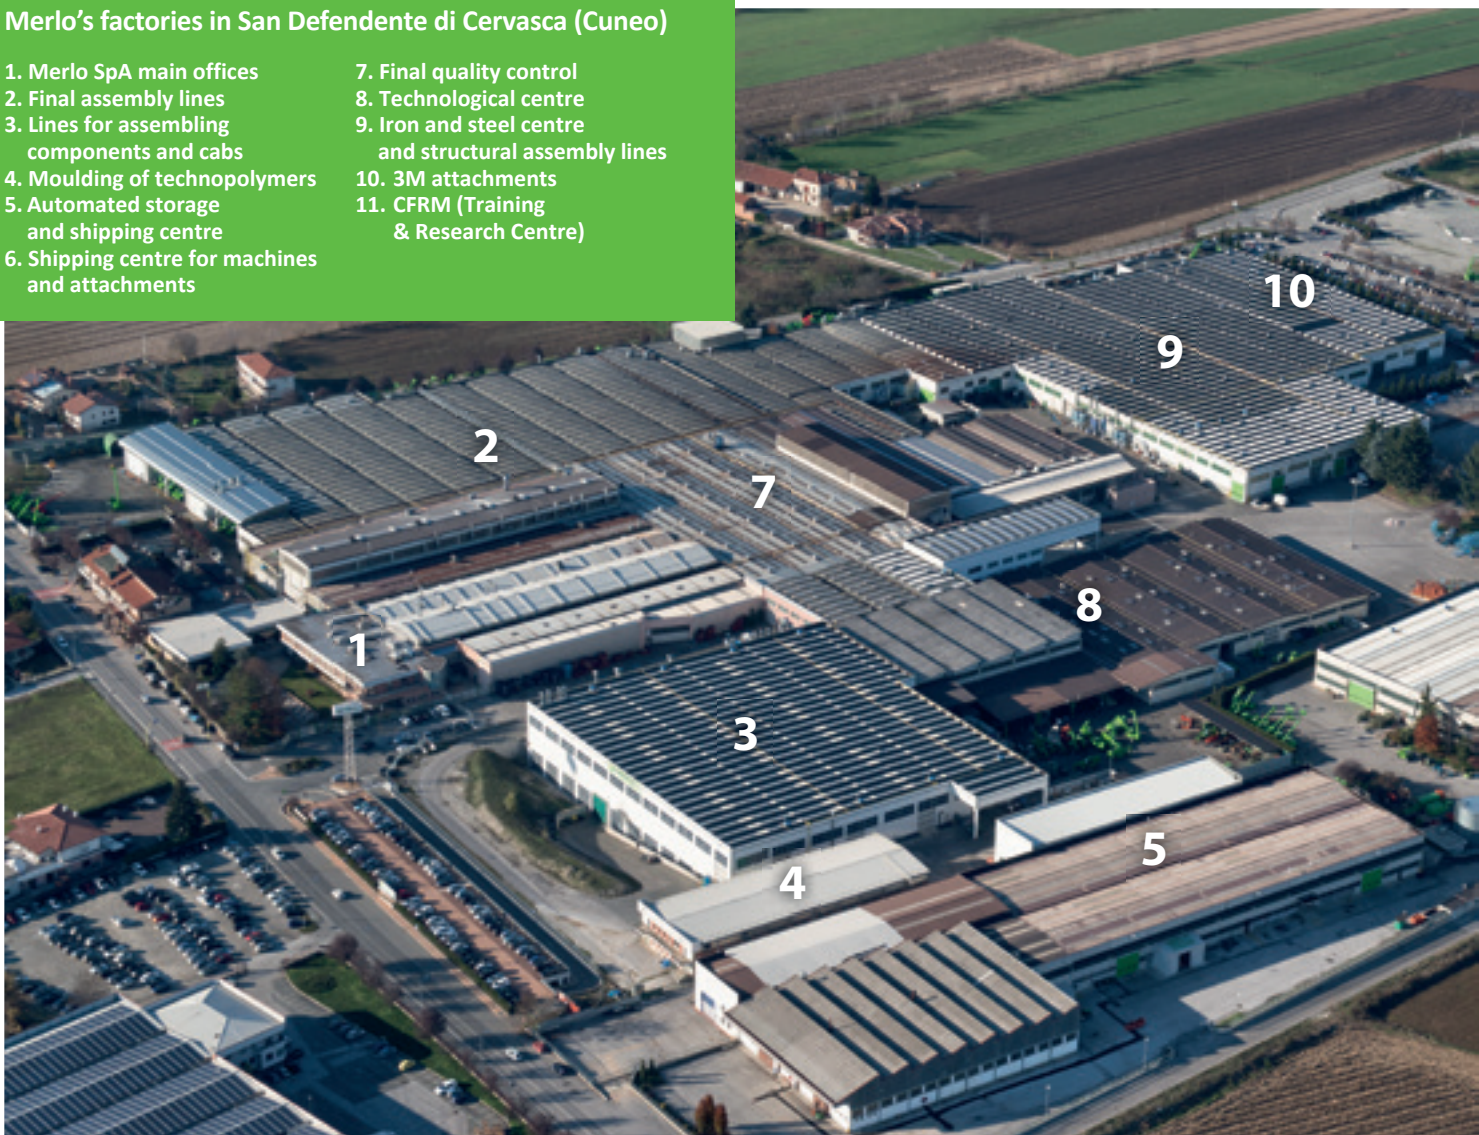 Merlo’s factories in San Defendente di Cervasca (Cuneo)
1. Merlo SpA main offices
2. Final assembly lines
3. Lines for assembling
components and cabs
4. Moulding of technopolymers
5. Automated storage
and shipping centre
6. Shipping centre for machines
and attachments
7. Final quality control
8. Technological centre
9. Iron and steel centre
and structural assembly lines
10. 3M attachments
11. CFRM (Training
& Research Centre)
10
9
2
7
8
1
3
5
4